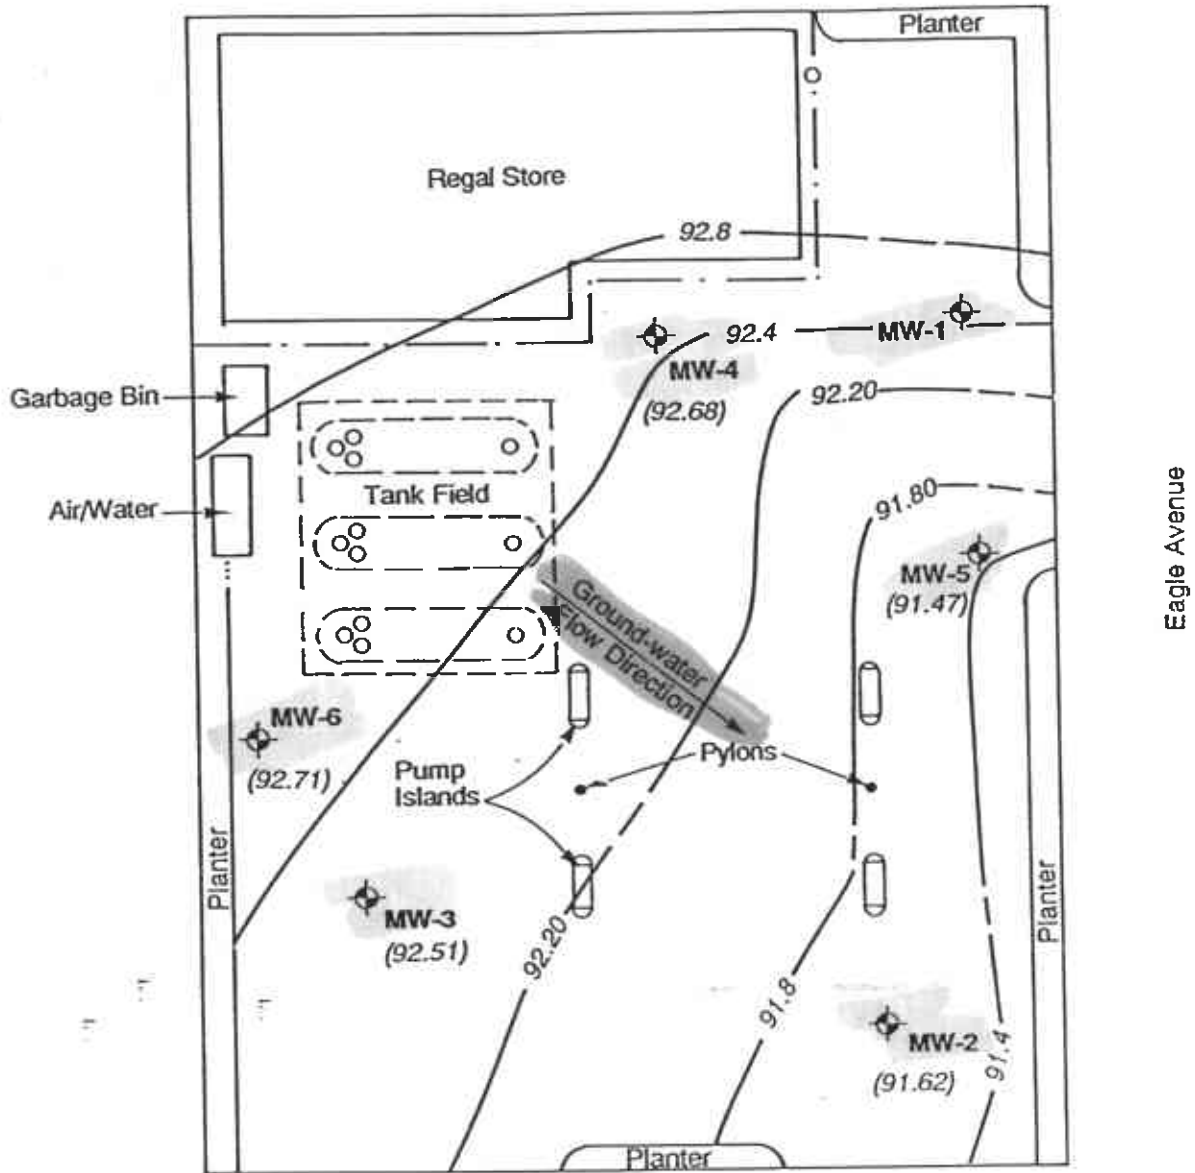 Planter
Regal Store
92.8
92.4
MW-1
MW-4
(92.68)
92.20
Garbage Bin
Tank Field
Air/Water
91.80
MW-5
(91.47)
Ground-water
Flow Direction
MW-6
(92.71)
Pump
Islands
Pylons
Planter
MW-3
(92.51)
92.20
91.8
MW-2
(91.62)
91.4
Planter
Planter
Eagle Avenue